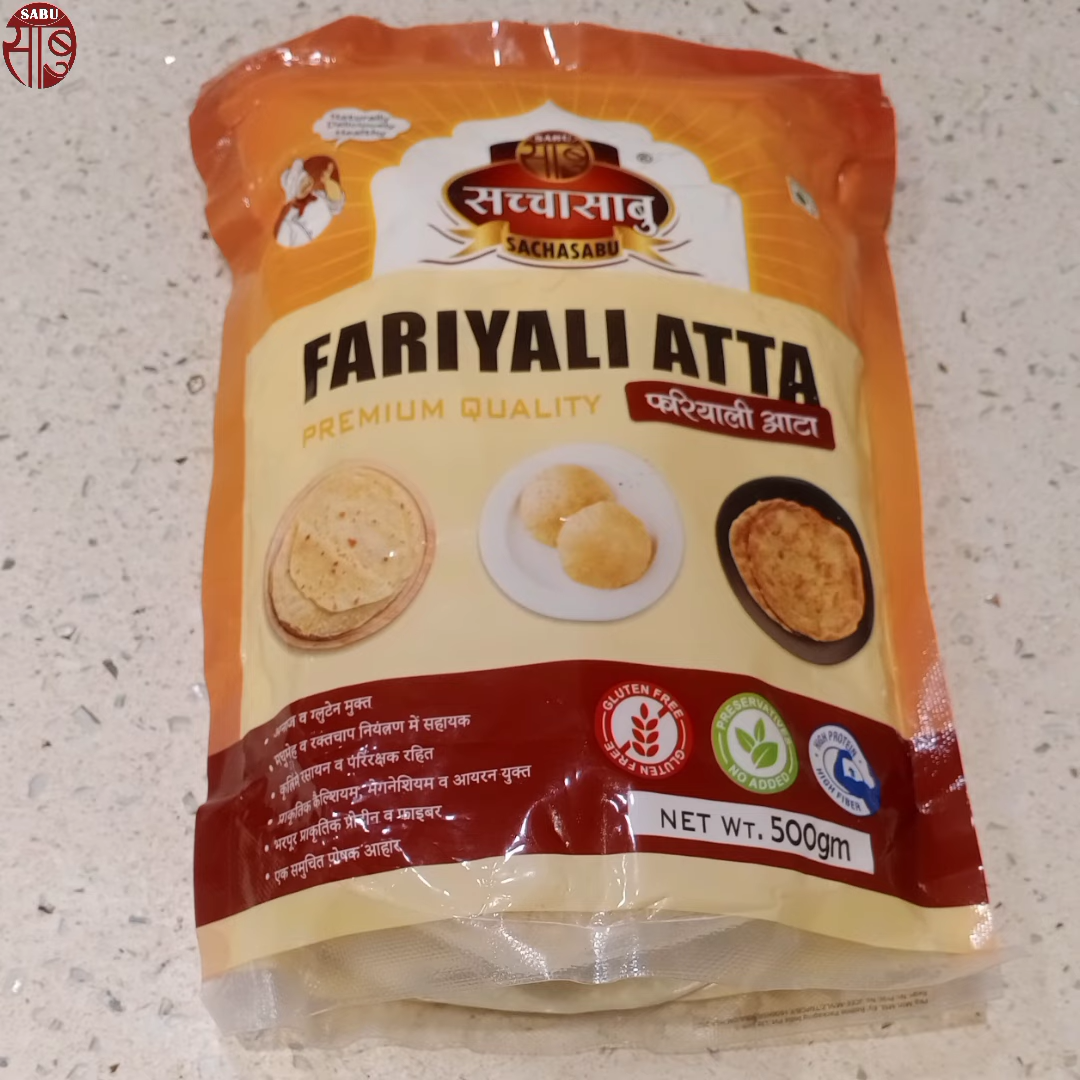 SABU
साबु
Naturally
Deliciously
Healthy
SABU
साबु
®
सच्चासाबु
SACHASABU
FARIYALI ATTA
PREMIUM QUALITY
फरियाली आटा
• व ग्लुटेन मुक्त
• मधुमेह व रक्तचाप नियंत्रण में सहायक
• कृत्रिम रसायन व परिरक्षक रहित
• प्राकृतिक कैल्शियम, मेगनेशियम व आयरन युक्त
• भरपूर प्राकृतिक प्रोटीन व फ़ाइबर
• एक समुचित पोषक आहार
GLUTEN FREE
GLUTEN FREE
PRESERVATIVES
NO ADDED
HIGH PROTEIN
HIGH FIBER
NET WT. 500gm